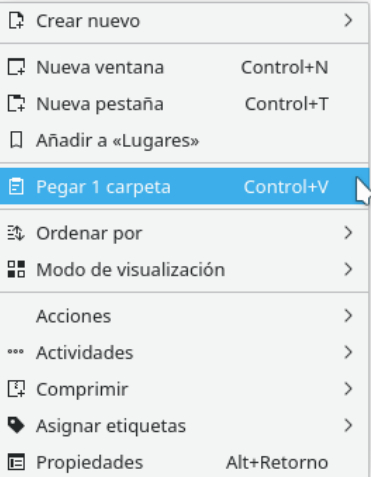 Crear nuevo
Nueva ventana Control+N
Nueva pestaña Control+T
Añadir a «Lugares»
Pegar 1 carpeta Control+V
Ordenar por
Modo de visualización
Acciones
Actividades
Comprimir
Asignar etiquetas
Propiedades Alt+Retorno